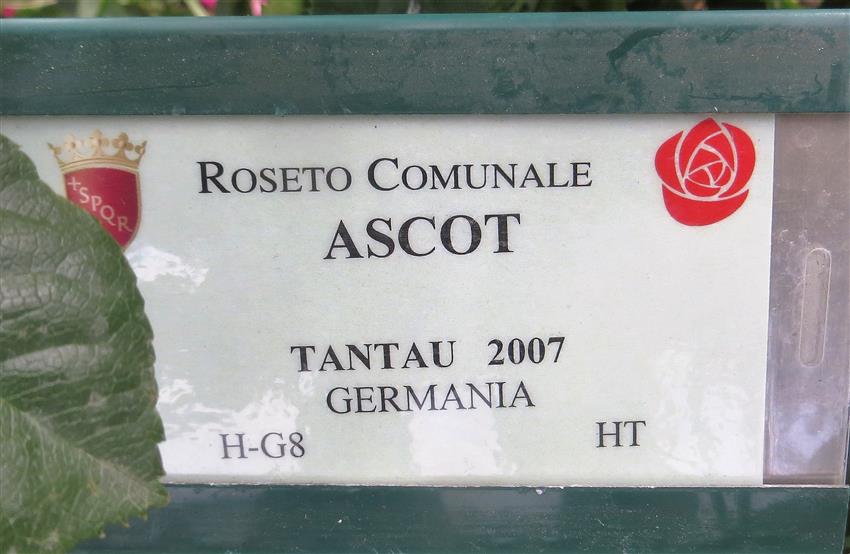 +SPQR
ROSETO COMUNALE
ASCOT
TANTAU 2007
GERMANIA
H-G8
HT